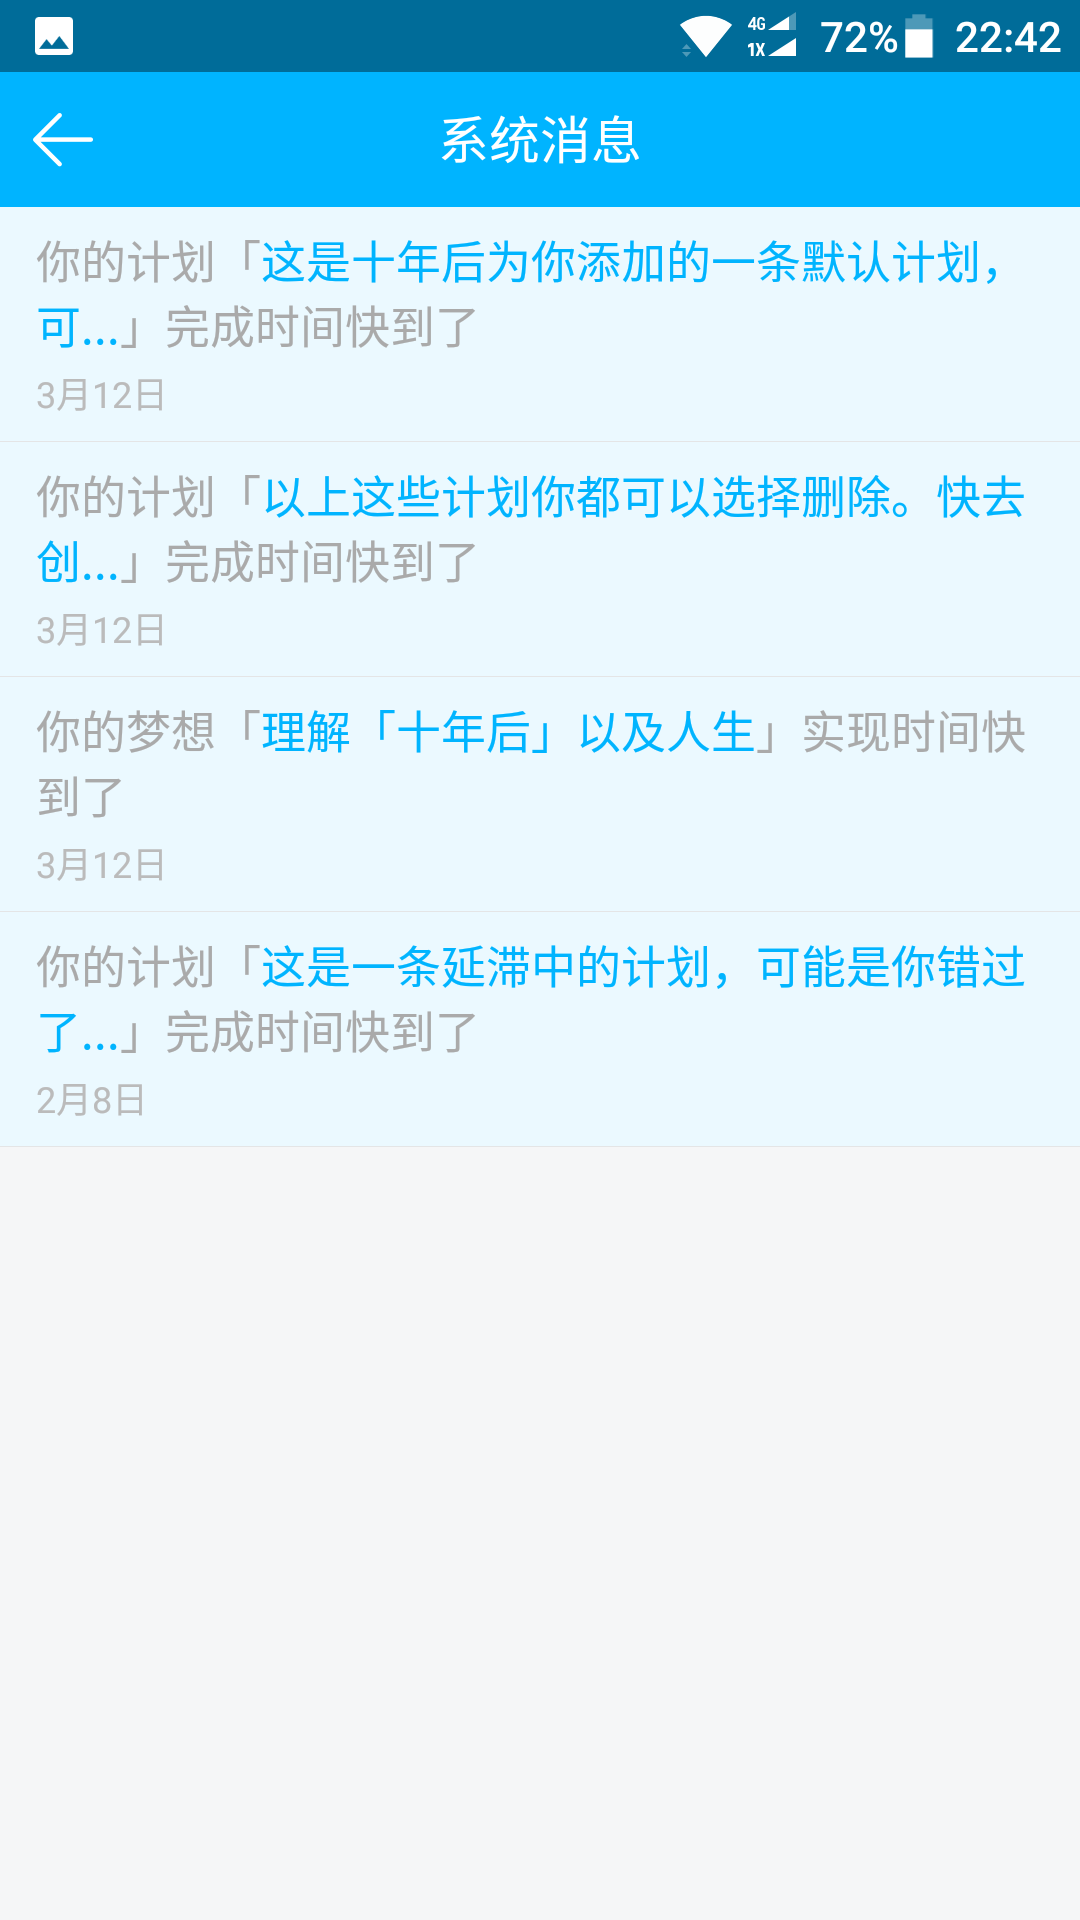 4G
1X
72%
22:42
系统消息
你的计划「这是十年后为你添加的一条默认计划，
可...」完成时间快到了
3月12日
你的计划「以上这些计划你都可以选择删除。快去
创...」完成时间快到了
3月12日
你的梦想「理解「十年后」以及人生」实现时间快
到了
3月12日
你的计划「这是一条延滞中的计划，可能是你错过
了...」完成时间快到了
2月8日